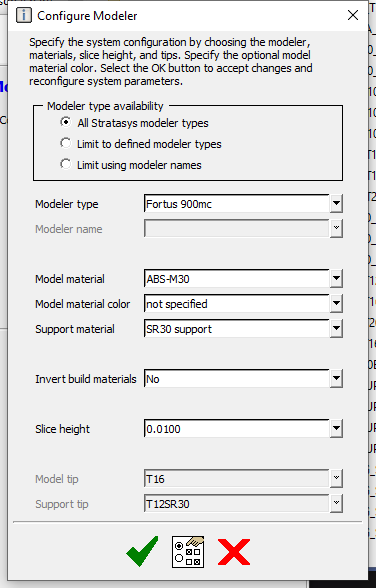 Configure Modeler
Specify the system configuration by choosing the modeler,
materials, slice height, and tips. Specify the optional model
material color. Select the OK button to accept changes and
reconfigure system parameters.
Modeler type availability
All Stratasys modeler types
Limit to defined modeler types
Limit using modeler names
Modeler type Fortus 900mc
Modeler name
Model material ABS-M30
Model material color not specified
Support material SR30 support
Invert build materials No
Slice height 0.0100
Model tip T16
Support tip T12SR30